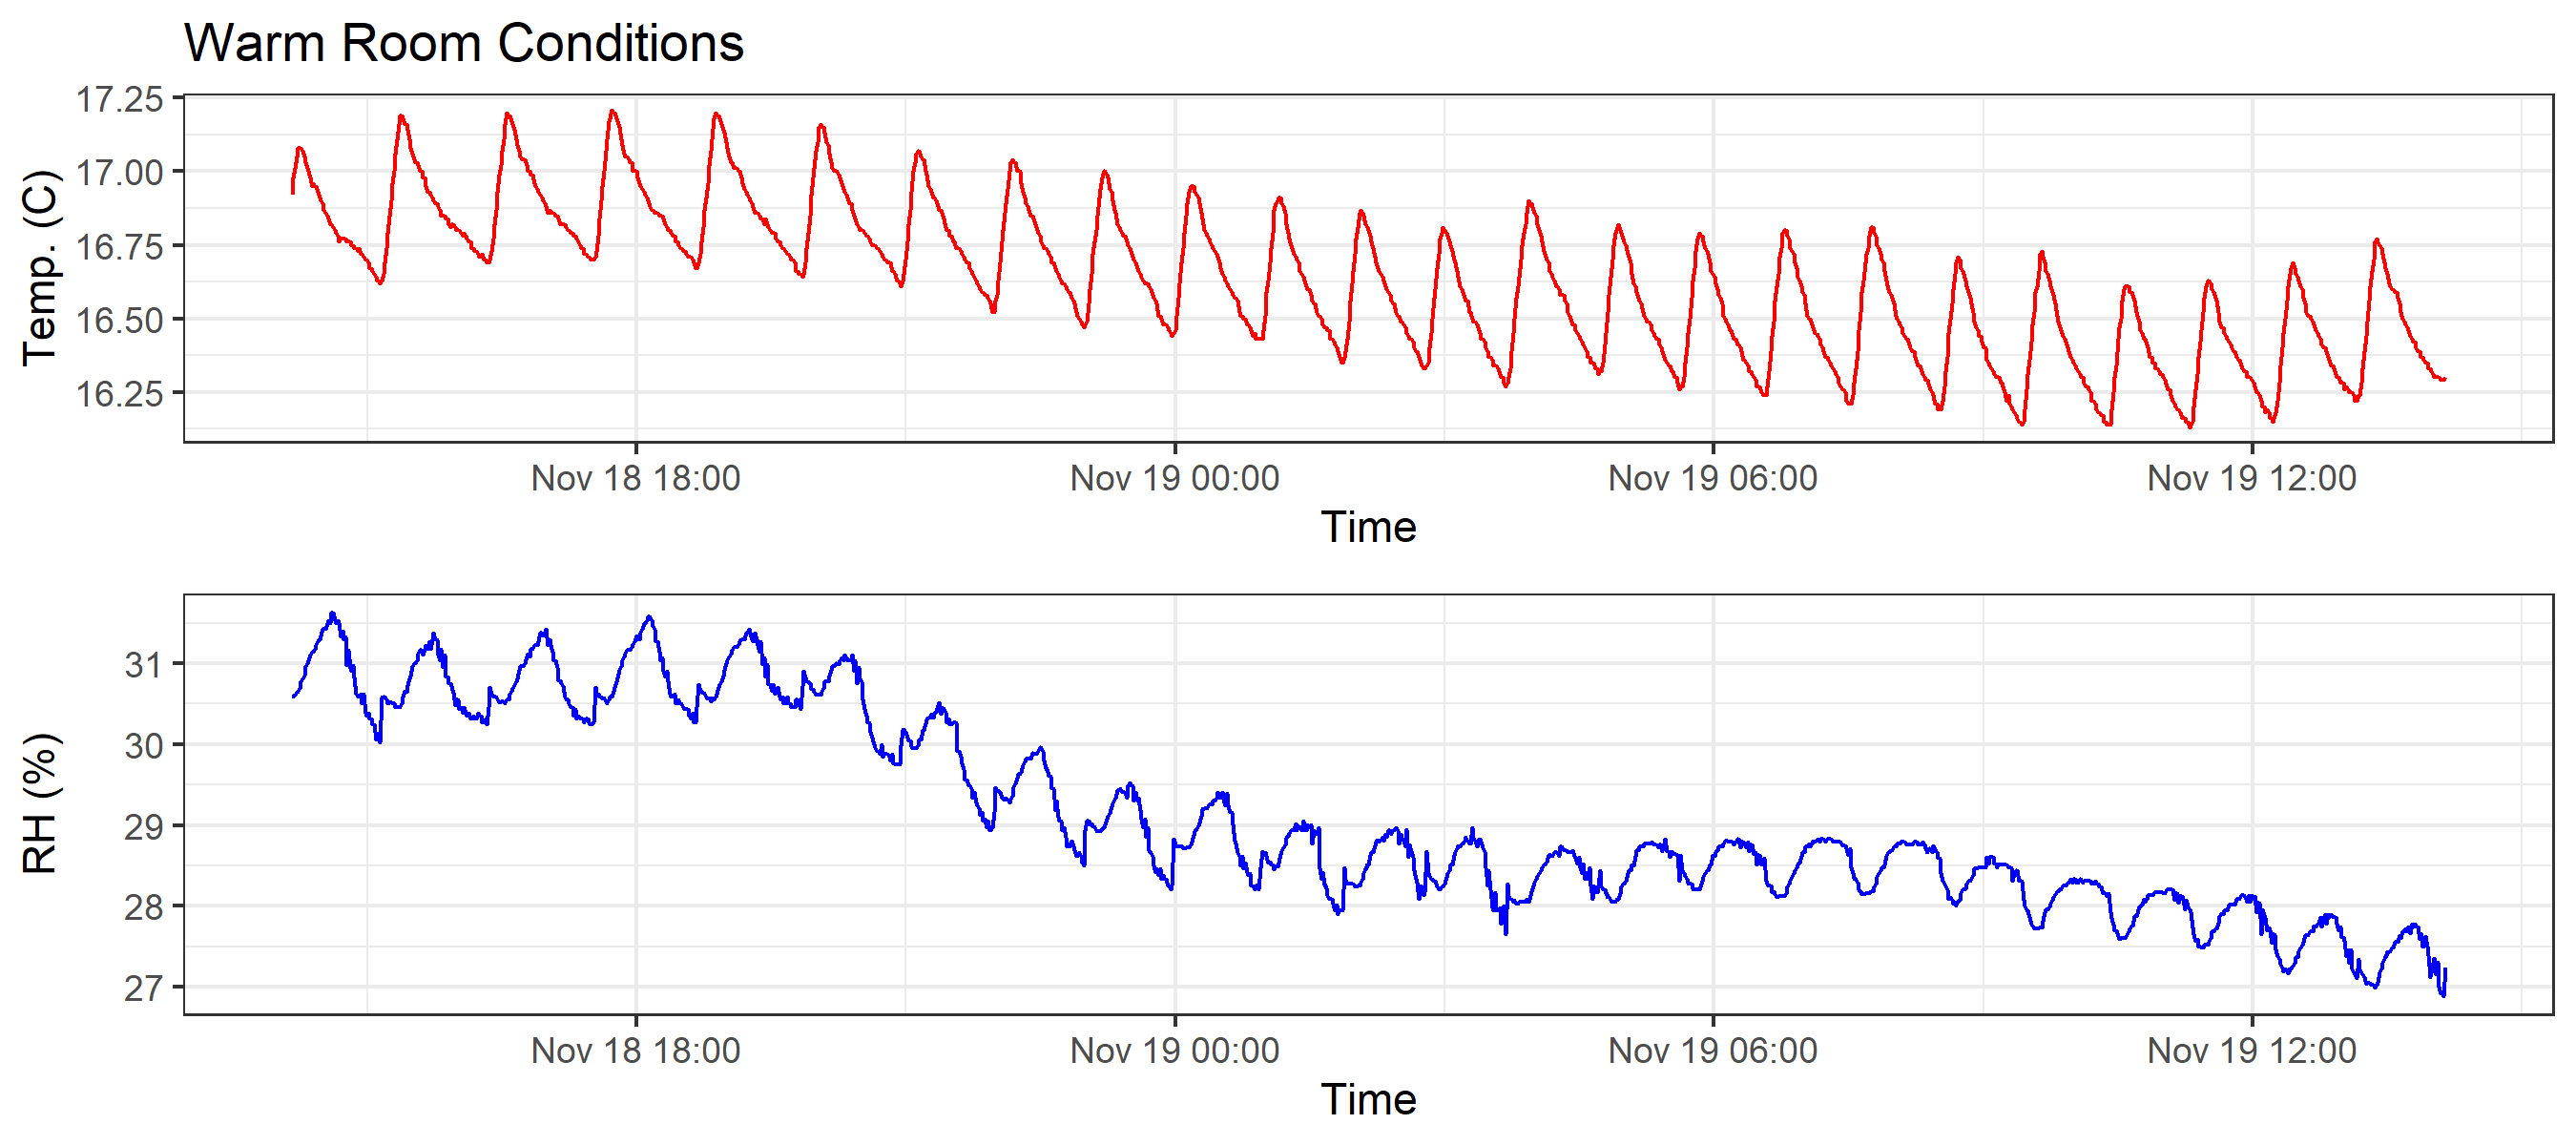 Warm Room Conditions
Temp. (C)
17.25
17.00
16.75
16.50
16.25
Nov 18 18:00 Nov 19 00:00 Nov 19 06:00 Nov 19 12:00
Time
RH (%)
31
30
29
28
27
Nov 18 18:00 Nov 19 00:00 Nov 19 06:00 Nov 19 12:00
Time